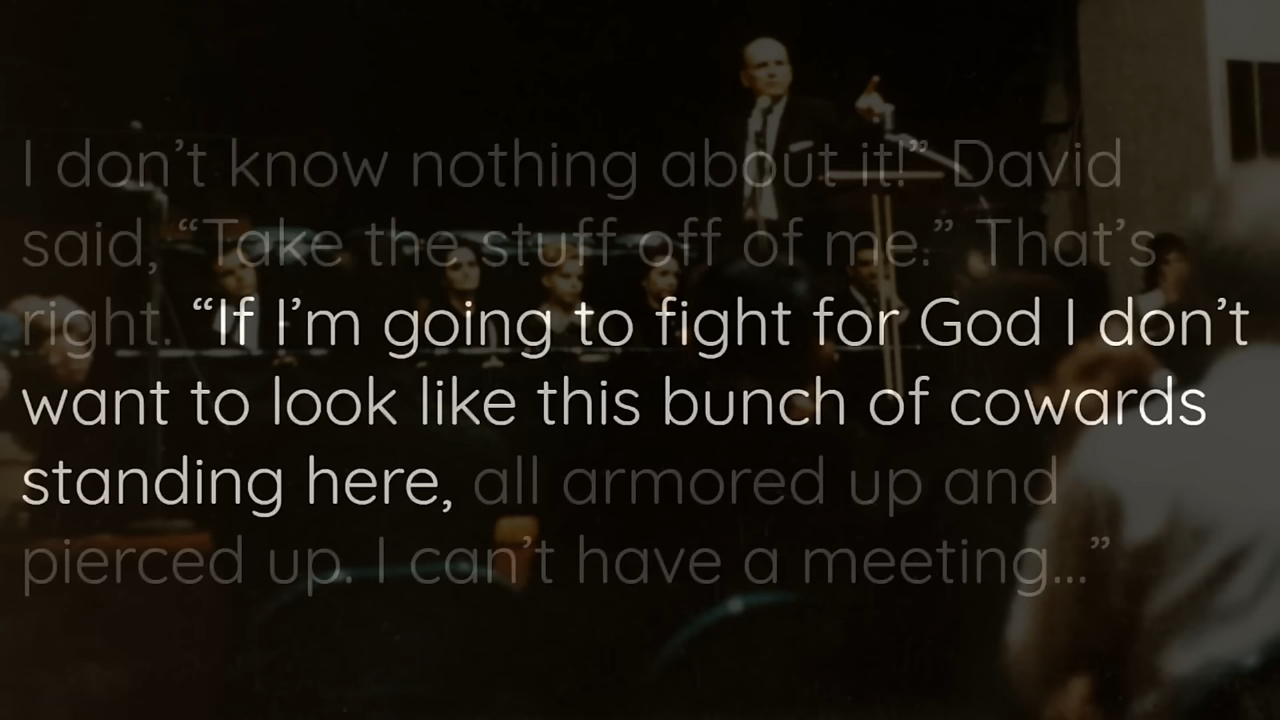 I don’t know nothing about it!” David
said, “Take the stuff off of me.” That’s
right. “If I’m going to fight for God I don’t
want to look like this bunch of cowards
standing here, all armored up and
pierced up. I can’t have a meeting...”